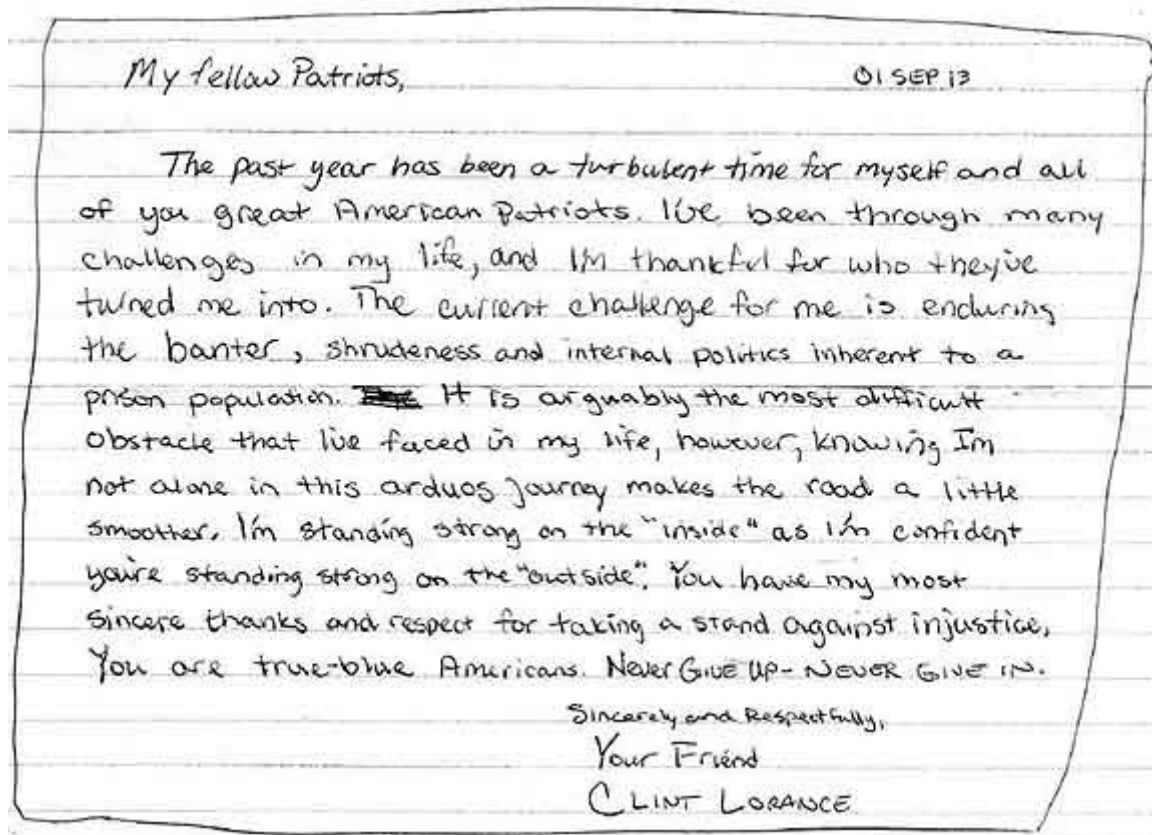 My fellow Patriots,
01 SEP 13
The past year has been a turbulent time for myself and all
of you great American Patriots. I've been through many
challenges in my life, and I'm thankful for who they've
turned me into. The current challenge for me is enduring
the banter, shrudeness and internal politics inherent to a
prison population. It is arguably the most difficult
obstacle that I've faced in my life, however, knowing I'm
not alone in this arduos journey makes the road a little
smoother. I'm standing strong on the "inside" as I'm confident
you're standing strong on the "outside". You have my most
sincere thanks and respect for taking a stand against injustice,
You are true-blue Americans. Never GIVE UP - NEVER GIVE IN.
Sincerely and Respectfully,
Your Friend
CLINT LORANCE